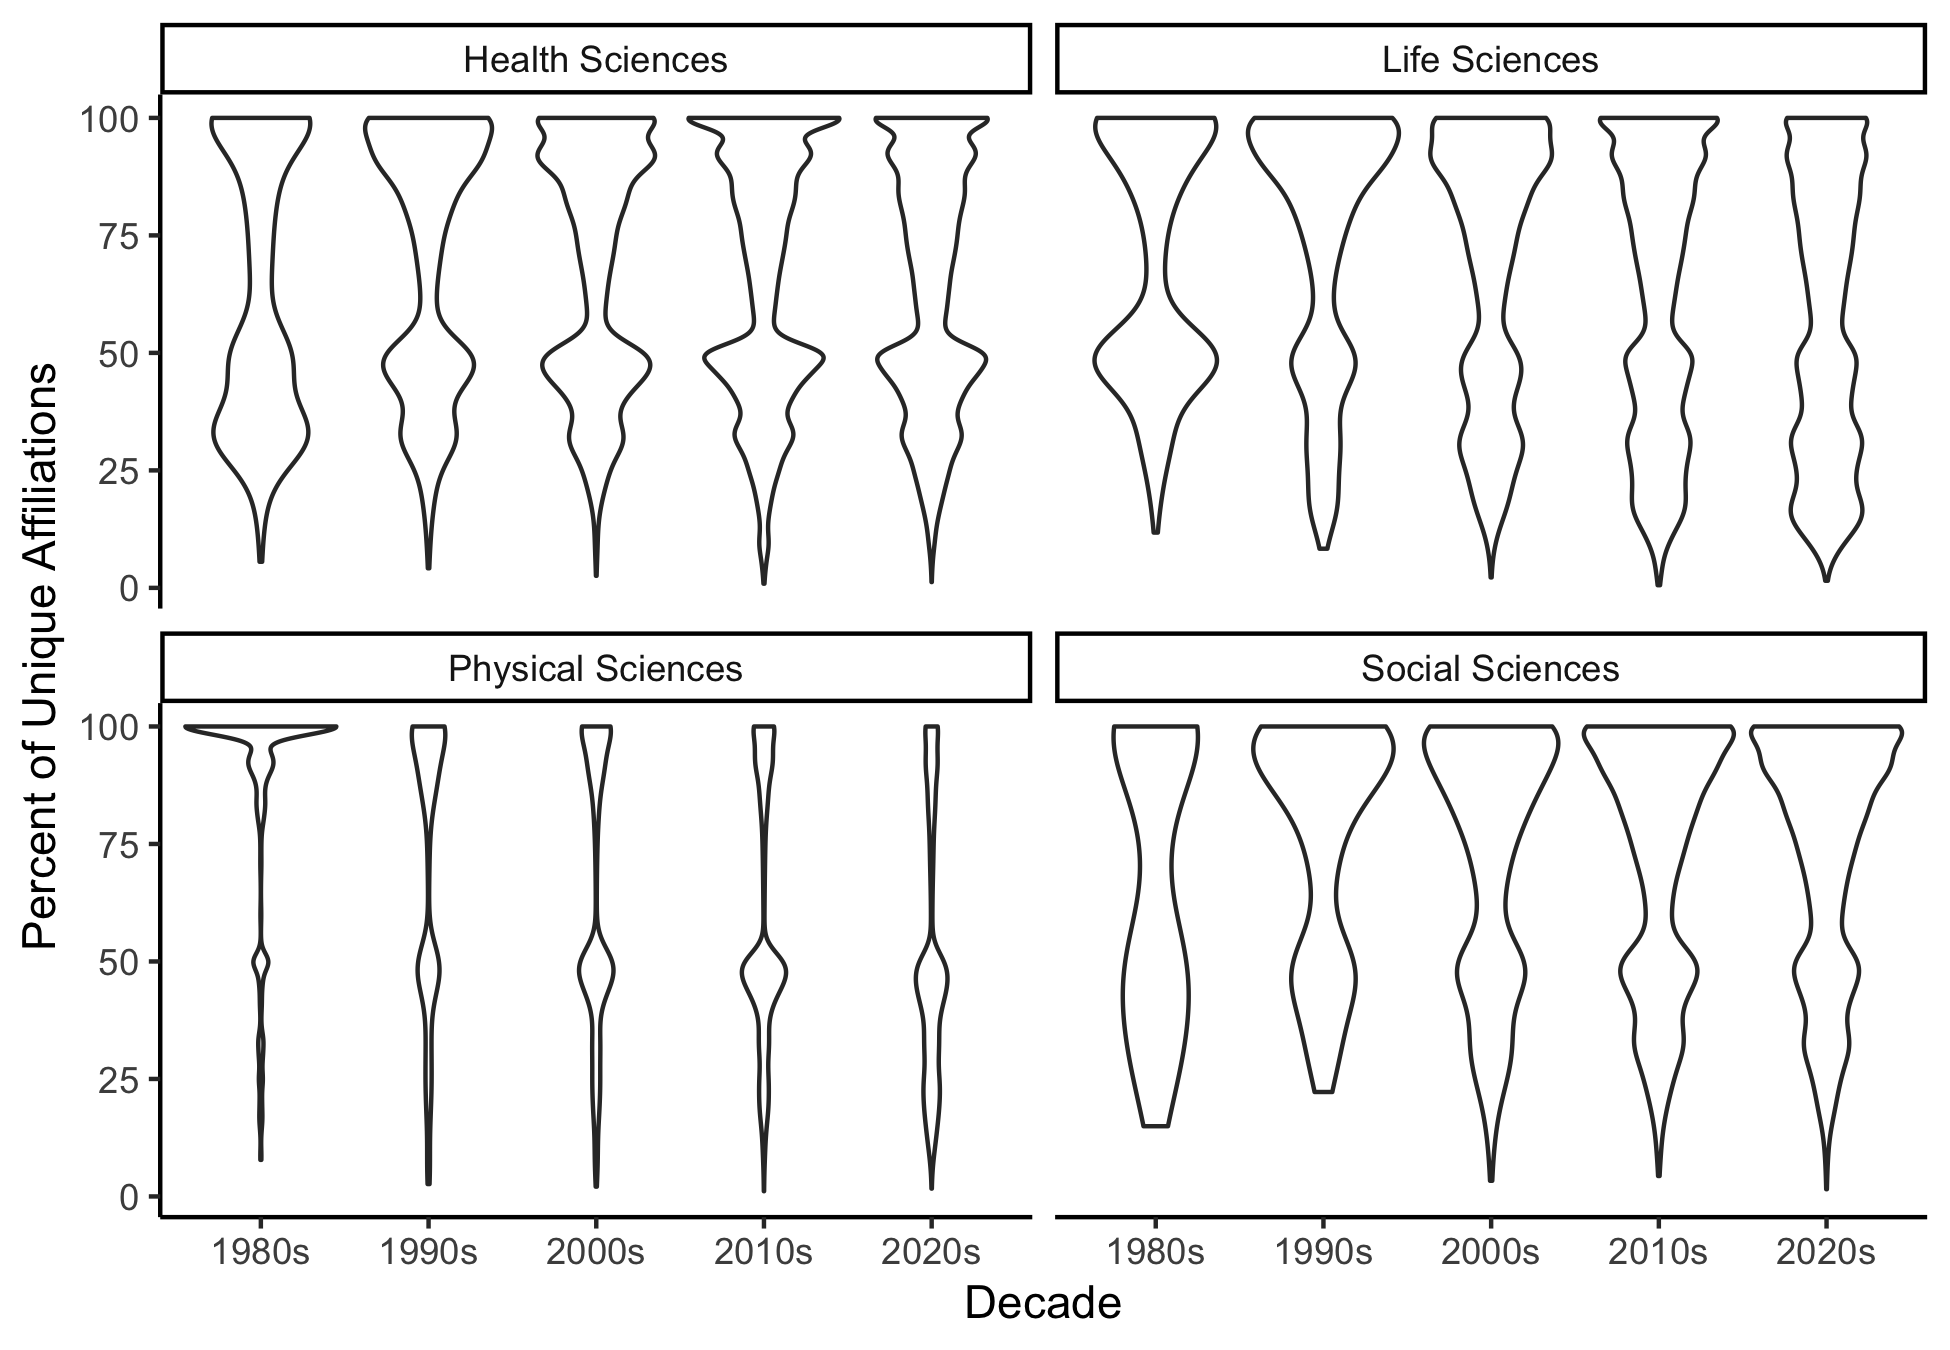 Health Sciences
Life Sciences
100
75
50
25
0
Physical Sciences
Social Sciences
100
75
50
25
0
1980s 1990s 2000s 2010s 2020s
1980s 1990s 2000s 2010s 2020s
Decade
Percent of Unique Affiliations